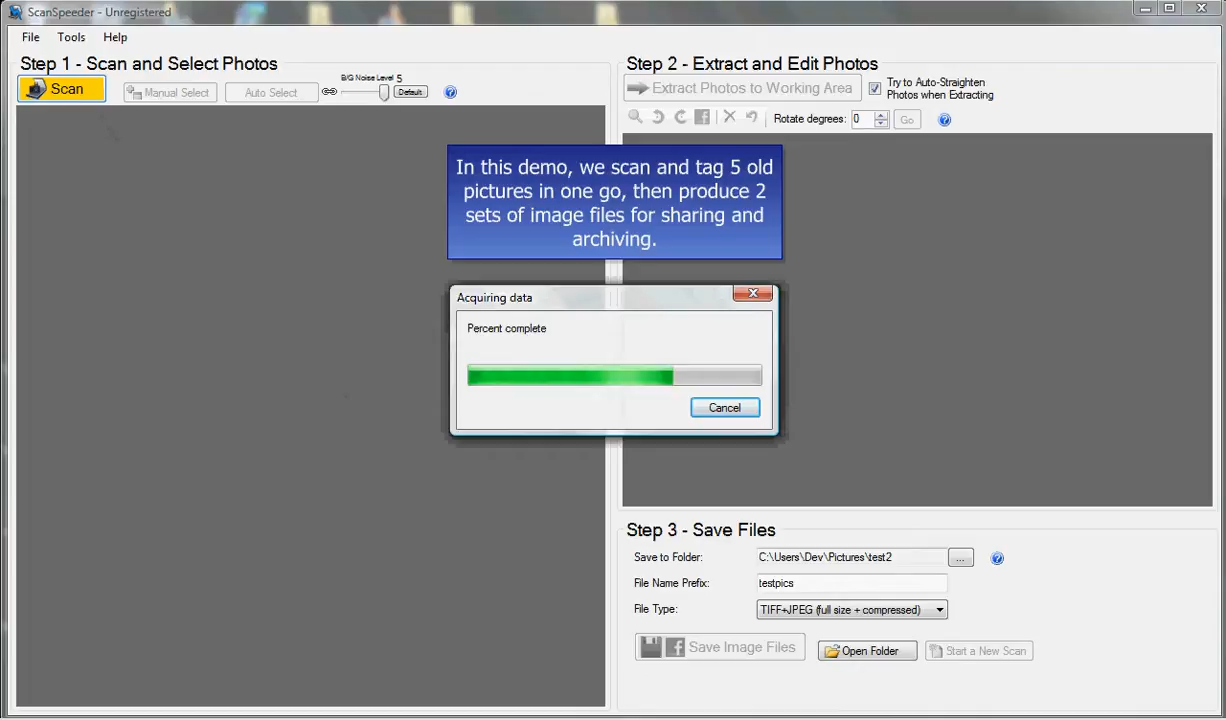 ScanSpeeder - Unregistered
File Tools Help
Step 1 - Scan and Select Photos
Scan
Manual Select
Auto Select
B/G Noise Level 5
Default
Step 2 - Extract and Edit Photos
Extract Photos to Working Area
Try to Auto-Straighten
Photos when Extracting
Rotate degrees: 0
Go
In this demo, we scan and tag 5 old
pictures in one go, then produce 2
sets of image files for sharing and
archiving.
Acquiring data
Percent complete
Cancel
Step 3 - Save Files
Save to Folder: C:\Users\Dev\Pictures\test2 ...
File Name Prefix: testpics
File Type: TIFF+JPEG (full size + compressed)
Save Image Files
Open Folder
Start a New Scan